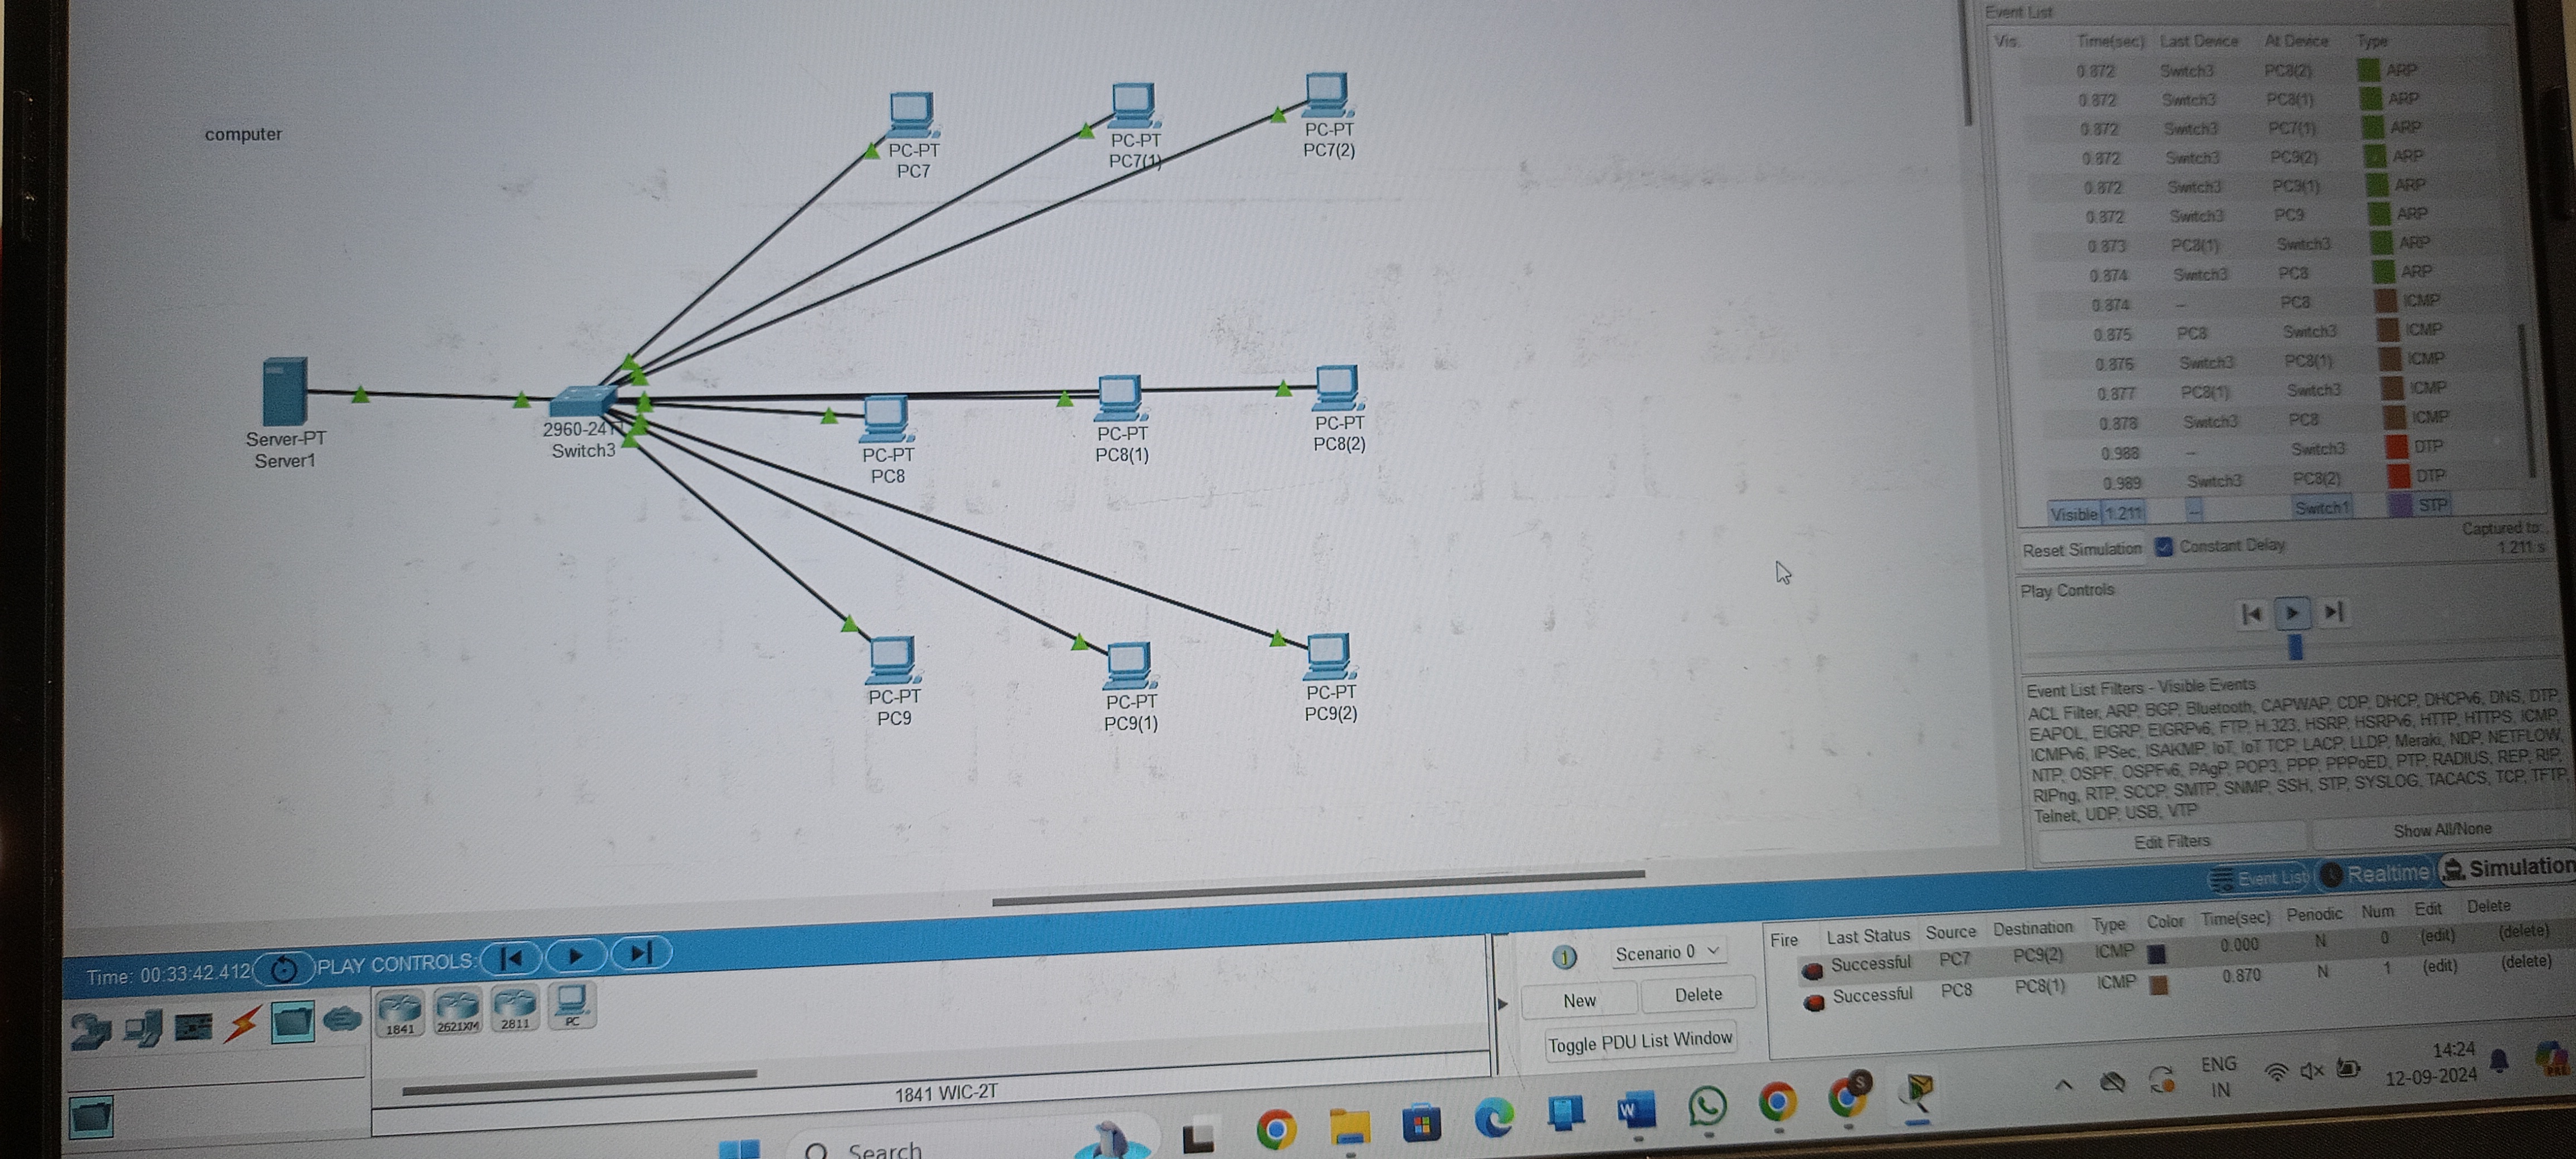 computer
PC-PT
PC7
PC-PT
PC7(1)
PC-PT
PC7(2)
Server-PT
Server1
2960-24TT
Switch3
PC-PT
PC8
PC-PT
PC8(1)
PC-PT
PC8(2)
PC-PT
PC9
PC-PT
PC9(1)
PC-PT
PC9(2)
Event List
Vis. Time(sec) Last Device At Device Type
0.872 Switch3 PC8(2) ARP
0.872 Switch3 PC8(1) ARP
0.872 Switch3 PC7(1) ARP
0.872 Switch3 PC9(2) ARP
0.872 Switch3 PC9(1) ARP
0.872 Switch3 PC9 ARP
0.873 PC8(1) Switch3 ARP
0.874 Switch3 PC8 ARP
0.874 -- PC8 ICMP
0.875 PC8 Switch3 ICMP
0.876 Switch3 PC8(1) ICMP
0.877 PC8(1) Switch3 ICMP
0.878 Switch3 PC8 ICMP
0.988 -- Switch3 DTP
0.989 Switch3 PC8(2) DTP
Visible 1.211 -- Switch1 STP
Reset Simulation Constant Delay Captured to:
1.211 s
Play Controls
Event List Filters - Visible Events
ACL Filter, ARP, BGP, Bluetooth, CAPWAP, CDP, DHCP, DHCPv6, DNS, DTP,
EAPOL, EIGRP, EIGRPv6, FTP, H.323, HSRP, HSRPv6, HTTP, HTTPS, ICMP,
ICMPv6, IPSec, ISAKMP, IoT, IoT TCP, LACP, LLDP, Meraki, NDP, NETFLOW,
NTP, OSPF, OSPFv6, PAgP, POP3, PPP, PPPoED, PTP, RADIUS, REP, RIP,
RIPng, RTP, SCCP, SMTP, SNMP, SSH, STP, SYSLOG, TACACS, TCP, TFTP,
Telnet, UDP, USB, VTP
Edit Filters Show All/None
Event List Realtime Simulation
Time: 00:33:42.412 PLAY CONTROLS:
1841 2621XM 2811 PC
1841 WIC-2T
Scenario 0
New Delete
Toggle PDU List Window
Fire Last Status Source Destination Type Color Time(sec) Periodic Num Edit Delete
Successful PC7 PC9(2) ICMP 0.000 N 0 (edit) (delete)
Successful PC8 PC8(1) ICMP 0.870 N 1 (edit) (delete)
Search
S
W
ENG
IN
14:24
12-09-2024
PRE